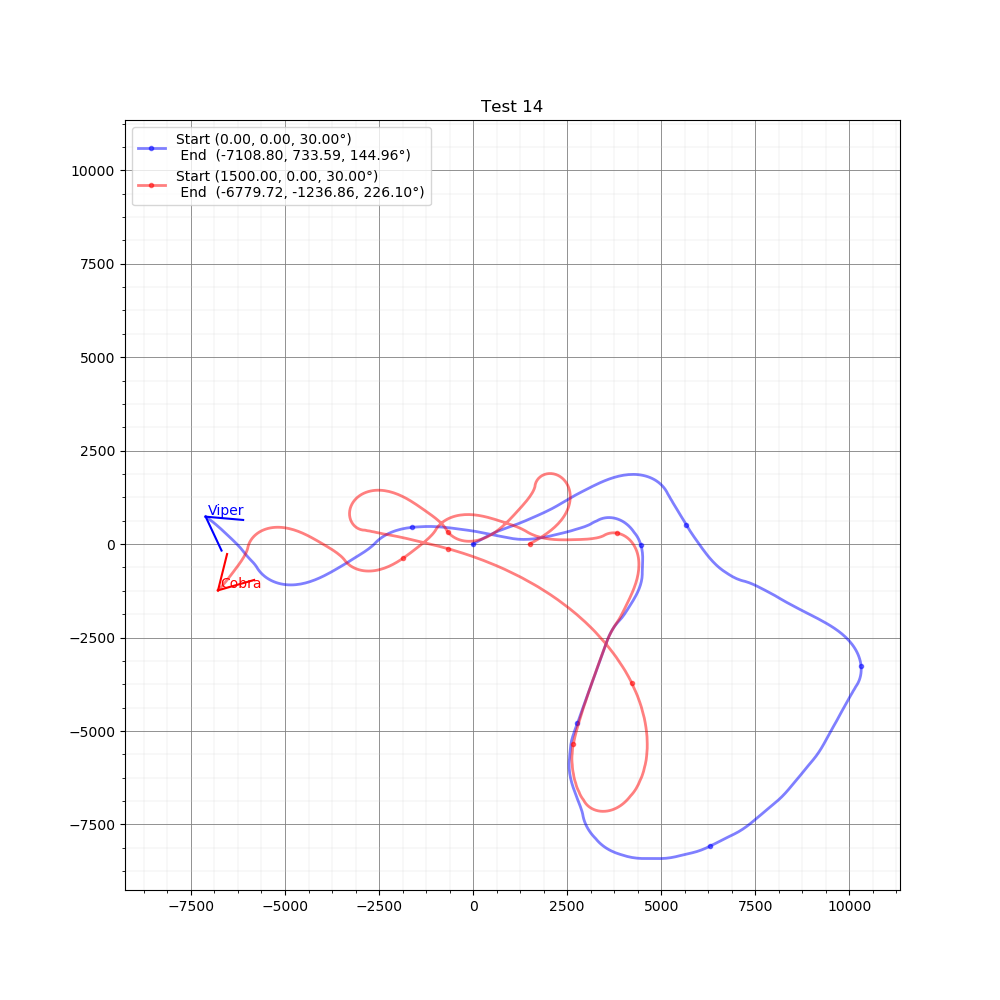 Test 14
Start (0.00, 0.00, 30.00°)
End (-7108.80, 733.59, 144.96°)
Start (1500.00, 0.00, 30.00°)
End (-6779.72, -1236.86, 226.10°)
10000
7500
5000
2500
0
−2500
−5000
−7500
Viper
Cobra
−7500 −5000 −2500 0 2500 5000 7500 10000